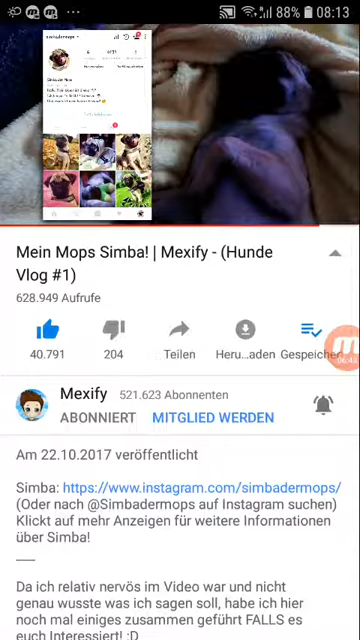 88% 08:13
Mein Mops Simba! | Mexify - (Hunde
Vlog #1)
628.949 Aufrufe
40.791
204
Teilen
Heru...aden
Gespeicher
06:43
Mexify 521.623 Abonnenten
ABONNIERT MITGLIED WERDEN
Am 22.10.2017 veröffentlicht
Simba: https://www.instagram.com/simbadermops/
(Oder nach @Simbadermops auf Instagram suchen)
Klickt auf mehr Anzeigen für weitere Informationen
über Simba!
Da ich relativ nervös im Video war und nicht
genau wusste was ich sagen soll, habe ich hier
noch mal einiges zusammen geführt FALLS es
euch Interessiert! :D